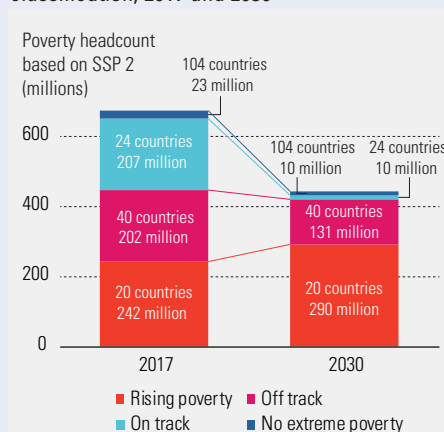 Poverty headcount
based on SSP 2
(millions)
104 countries
23 million
600
24 countries
207 million
104 countries
10 million
24 countries
10 million
400
40 countries
202 million
40 countries
131 million
200
20 countries
242 million
20 countries
290 million
0
2017
2030
Rising poverty
Off track
On track
No extreme poverty